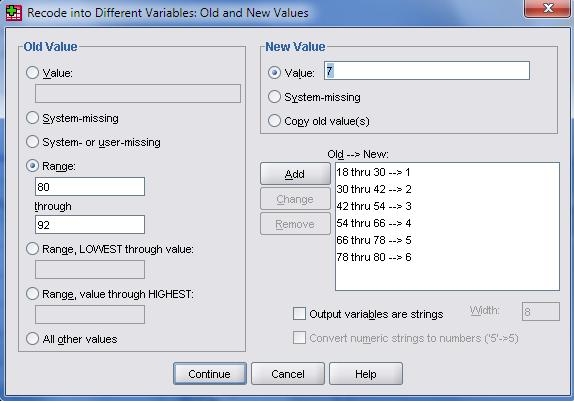 Recode into Different Variables: Old and New Values
Old Value
Value:
System-missing
System- or user-missing
Range:
80
through
92
Range, LOWEST through value:
Range, value through HIGHEST:
All other values
New Value
Value: 7
System-missing
Copy old value(s)
Old --> New:
Add
Change
Remove
18 thru 30 --> 1
30 thru 42 --> 2
42 thru 54 --> 3
54 thru 66 --> 4
66 thru 78 --> 5
78 thru 80 --> 6
Output variables are strings Width: 8
Convert numeric strings to numbers ('5'->5)
Continue Cancel Help